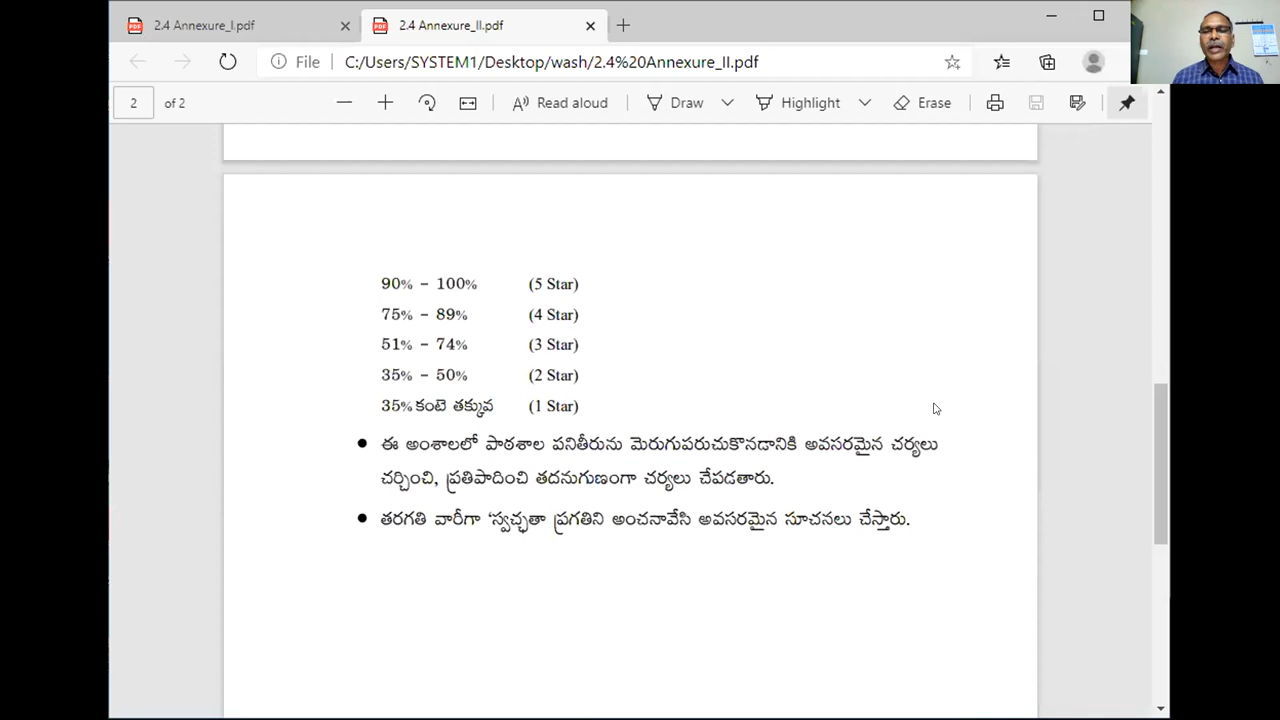 2.4 Annexure_I.pdf
2.4 Annexure_II.pdf
File
C:/Users/SYSTEM1/Desktop/wash/2.4%20Annexure_II.pdf
2 of 2
Read aloud
Draw
Highlight
Erase
90% – 100% (5 Star)
75% – 89% (4 Star)
51% – 74% (3 Star)
35% – 50% (2 Star)
35% కంటె తక్కువ (1 Star)
• ఈ అంశాలలో పాఠశాల పనితీరును మెరుగుపరుచుకొనడానికి అవసరమైన చర్యలు
చర్చించి, ప్రతిపాదించి తదనుగుణంగా చర్యలు చేపడతారు.
• తరగతి వారీగా ‘స్వచ్ఛతా ప్రగతిని అంచనావేసి అవసరమైన సూచనలు చేస్తారు.